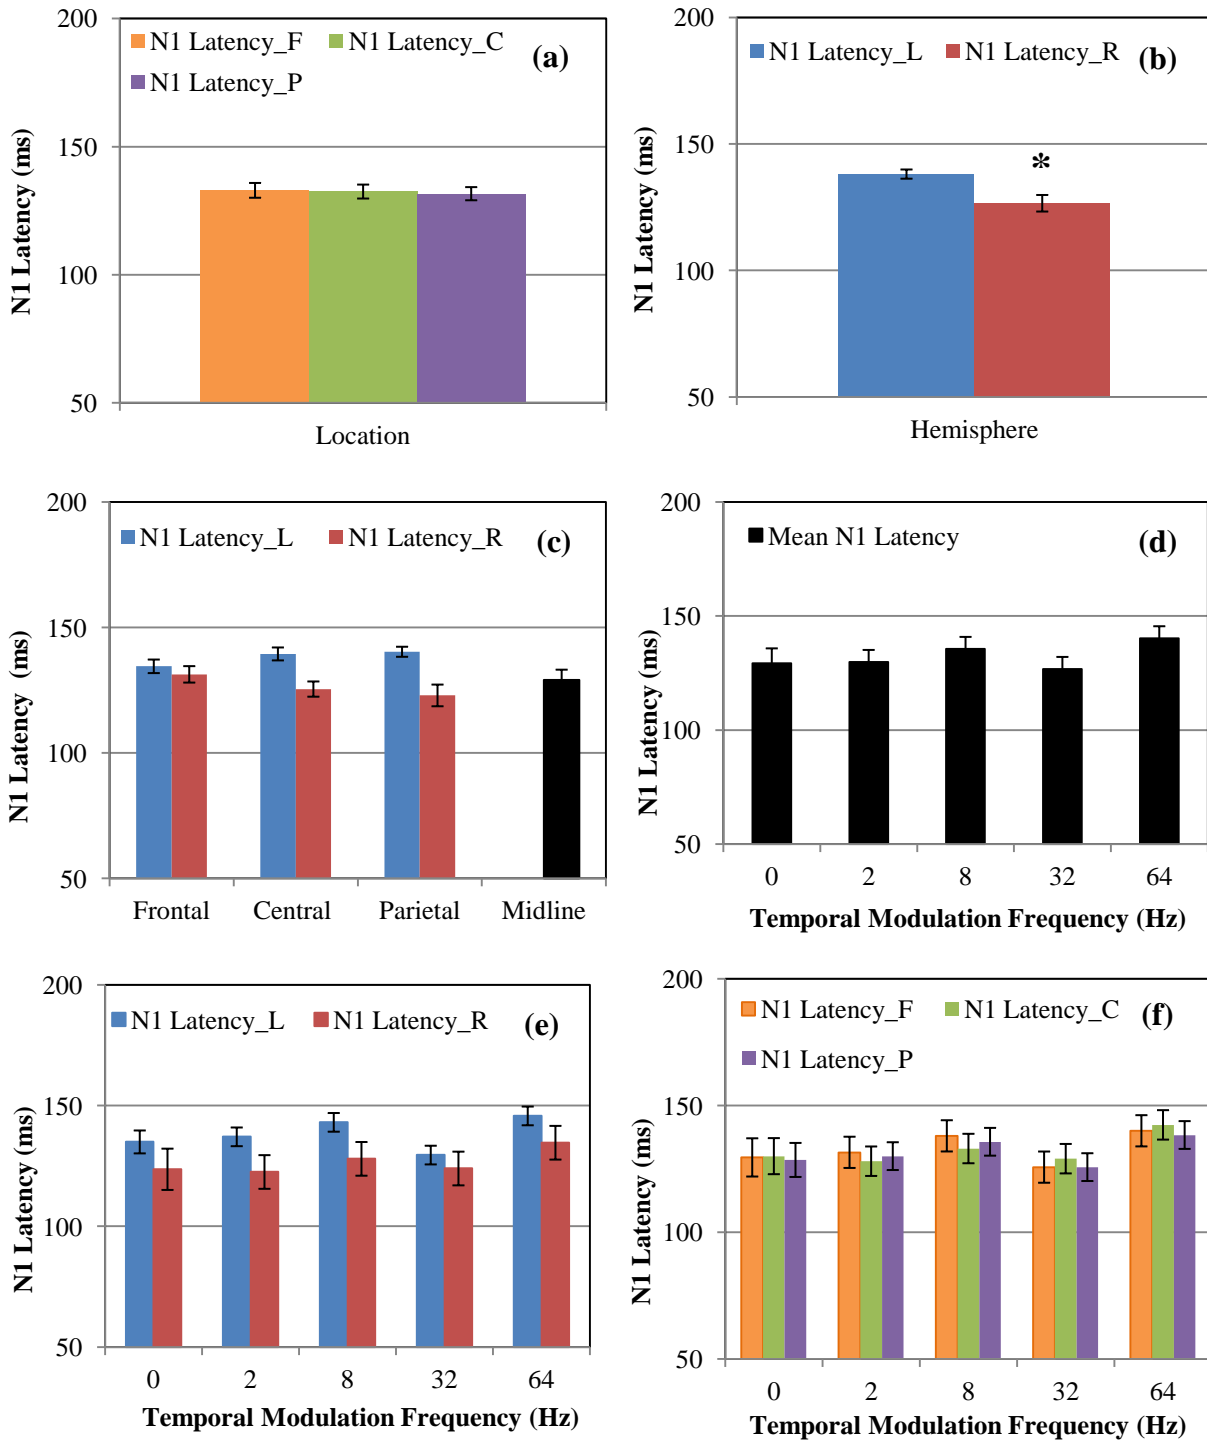 N1 Latency_F N1 Latency_C
N1 Latency_P
(a)
200
150
100
50
N1 Latency (ms)
Location
N1 Latency_L N1 Latency_R
(b)
200
150
100
50
N1 Latency (ms)
*
Hemisphere
N1 Latency_L N1 Latency_R
(c)
200
150
100
50
N1 Latency (ms)
Frontal Central Parietal Midline
Mean N1 Latency
(d)
200
150
100
50
N1 Latency (ms)
0 2 8 32 64
Temporal Modulation Frequency (Hz)
N1 Latency_L N1 Latency_R
(e)
200
150
100
50
N1 Latency (ms)
0 2 8 32 64
Temporal Modulation Frequency (Hz)
N1 Latency_F N1 Latency_C
N1 Latency_P
(f)
200
150
100
50
N1 Latency (ms)
0 2 8 32 64
Temporal Modulation Frequency (Hz)